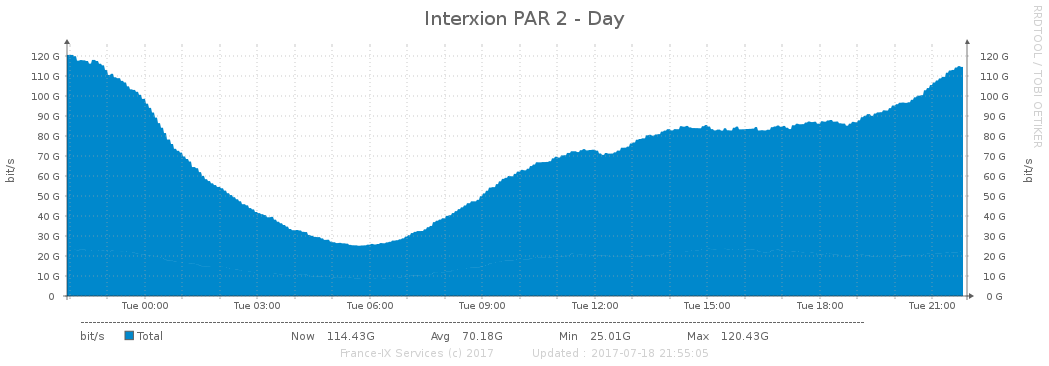 Interxion PAR 2 - Day
RRDTOOL / TOBI OETIKER
bit/s
120 G
110 G
100 G
90 G
80 G
70 G
60 G
50 G
40 G
30 G
20 G
10 G
0
120 G
110 G
100 G
90 G
80 G
70 G
60 G
50 G
40 G
30 G
20 G
10 G
0 G
bit/s
Tue 00:00 Tue 03:00 Tue 06:00 Tue 09:00 Tue 12:00 Tue 15:00 Tue 18:00 Tue 21:00
bit/s Total Now 114.43G Avg 70.18G Min 25.01G Max 120.43G
France-IX Services (c) 2017 Updated : 2017-07-18 21:55:05